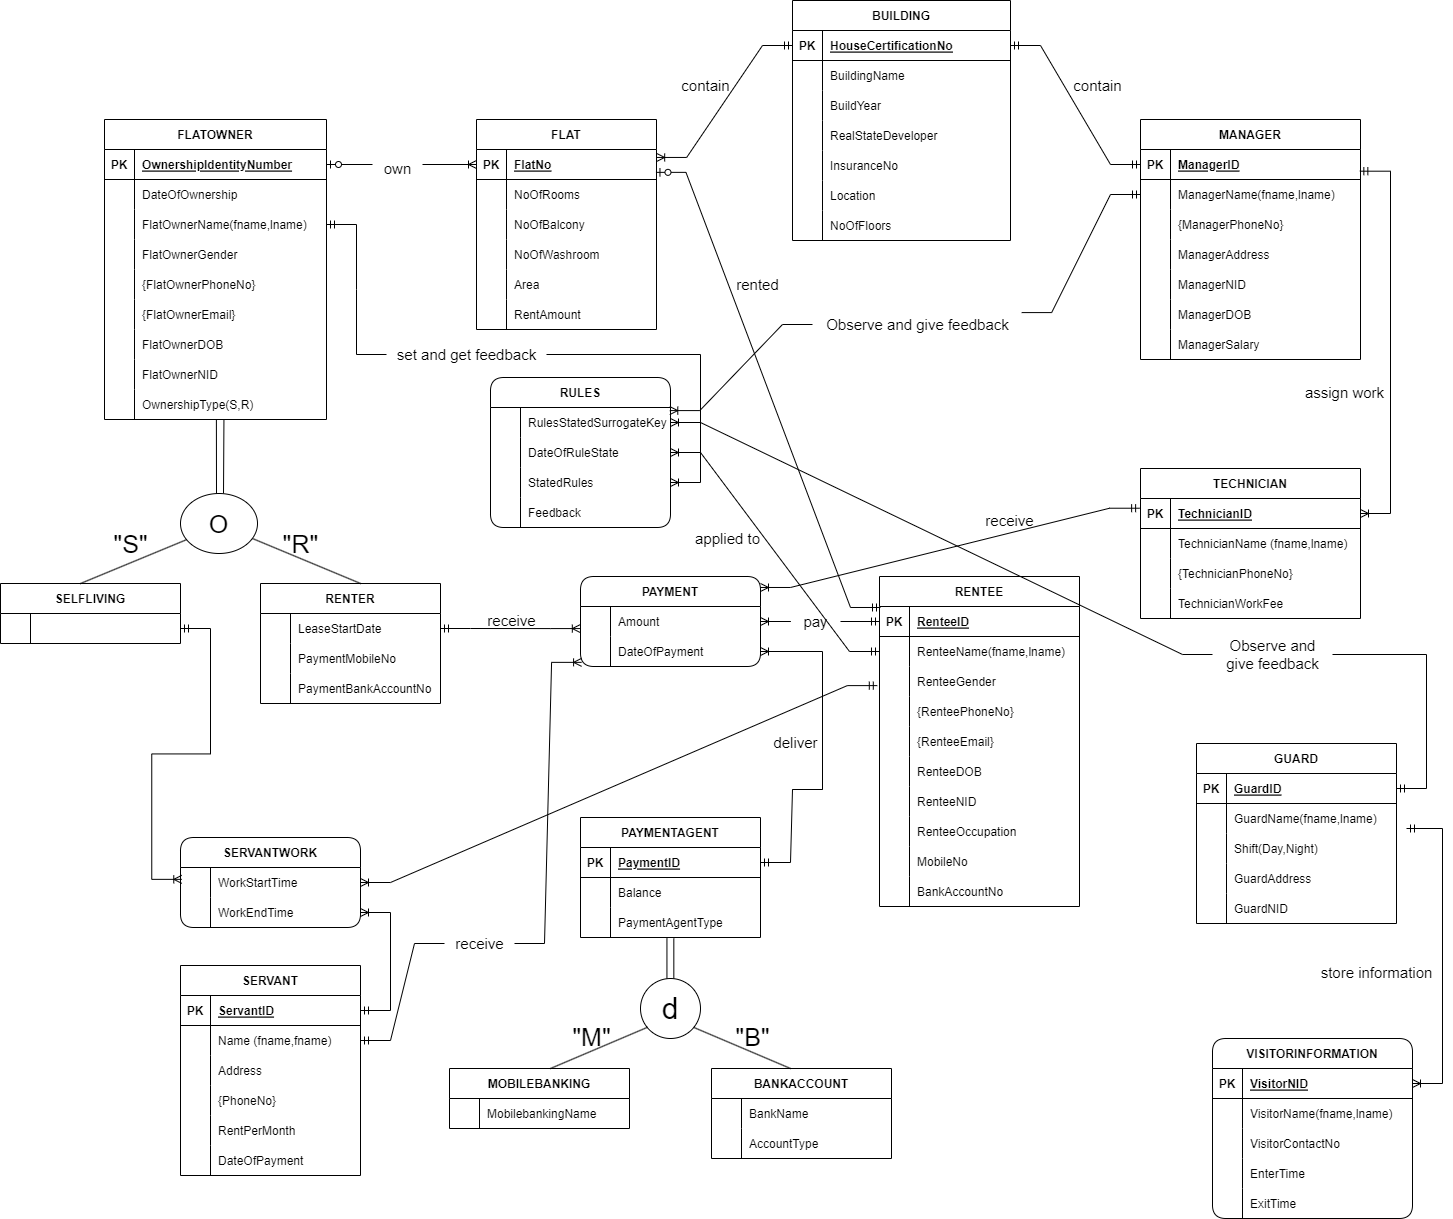 BUILDING
PK HouseCertificationNo
BuildingName
BuildYear
RealStateDeveloper
InsuranceNo
Location
NoOfFloors
contain
contain
FLATOWNER
PK OwnershipIdentityNumber
DateOfOwnership
FlatOwnerName(fname,lname)
FlatOwnerGender
{FlatOwnerPhoneNo}
{FlatOwnerEmail}
FlatOwnerDOB
FlatOwnerNID
OwnershipType(S,R)
own
FLAT
PK FlatNo
NoOfRooms
NoOfBalcony
NoOfWashroom
Area
RentAmount
MANAGER
PK ManagerID
ManagerName(fname,lname)
{ManagerPhoneNo}
ManagerAddress
ManagerNID
ManagerDOB
ManagerSalary
rented
Observe and give feedback
set and get feedback
assign work
RULES
RulesStatedSurrogateKey
DateOfRuleState
StatedRules
Feedback
TECHNICIAN
PK TechnicianID
TechnicianName (fname,lname)
{TechnicianPhoneNo}
TechnicianWorkFee
receive
applied to
O
"S"
"R"
SELFLIVING
RENTER
LeaseStartDate
PaymentMobileNo
PaymentBankAccountNo
receive
PAYMENT
Amount
DateOfPayment
pay
RENTEE
PK RenteeID
RenteeName(fname,lname)
RenteeGender
{RenteePhoneNo}
{RenteeEmail}
RenteeDOB
RenteeNID
RenteeOccupation
MobileNo
BankAccountNo
Observe and
give feedback
deliver
GUARD
PK GuardID
GuardName(fname,lname)
Shift(Day,Night)
GuardAddress
GuardNID
SERVANTWORK
WorkStartTime
WorkEndTime
PAYMENTAGENT
PK PaymentID
Balance
PaymentAgentType
receive
store information
SERVANT
PK ServantID
Name (fname,fname)
Address
{PhoneNo}
RentPerMonth
DateOfPayment
d
"M"
"B"
MOBILEBANKING
MobilebankingName
BANKACCOUNT
BankName
AccountType
VISITORINFORMATION
PK VisitorNID
VisitorName(fname,lname)
VisitorContactNo
EnterTime
ExitTime